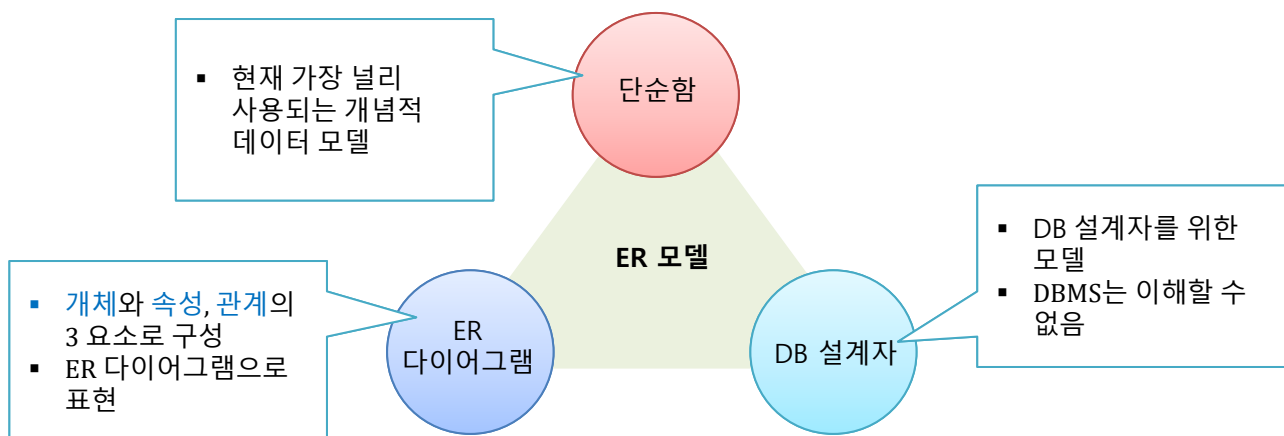 ▪ 현재 가장 널리
사용되는 개념적
데이터 모델
단순함
ER 모델
▪ DB 설계자를 위한
모델
▪ DBMS는 이해할 수
없음
▪ 개체와 속성, 관계의
3 요소로 구성
▪ ER 다이어그램으로
표현
ER
다이어그램
DB 설계자